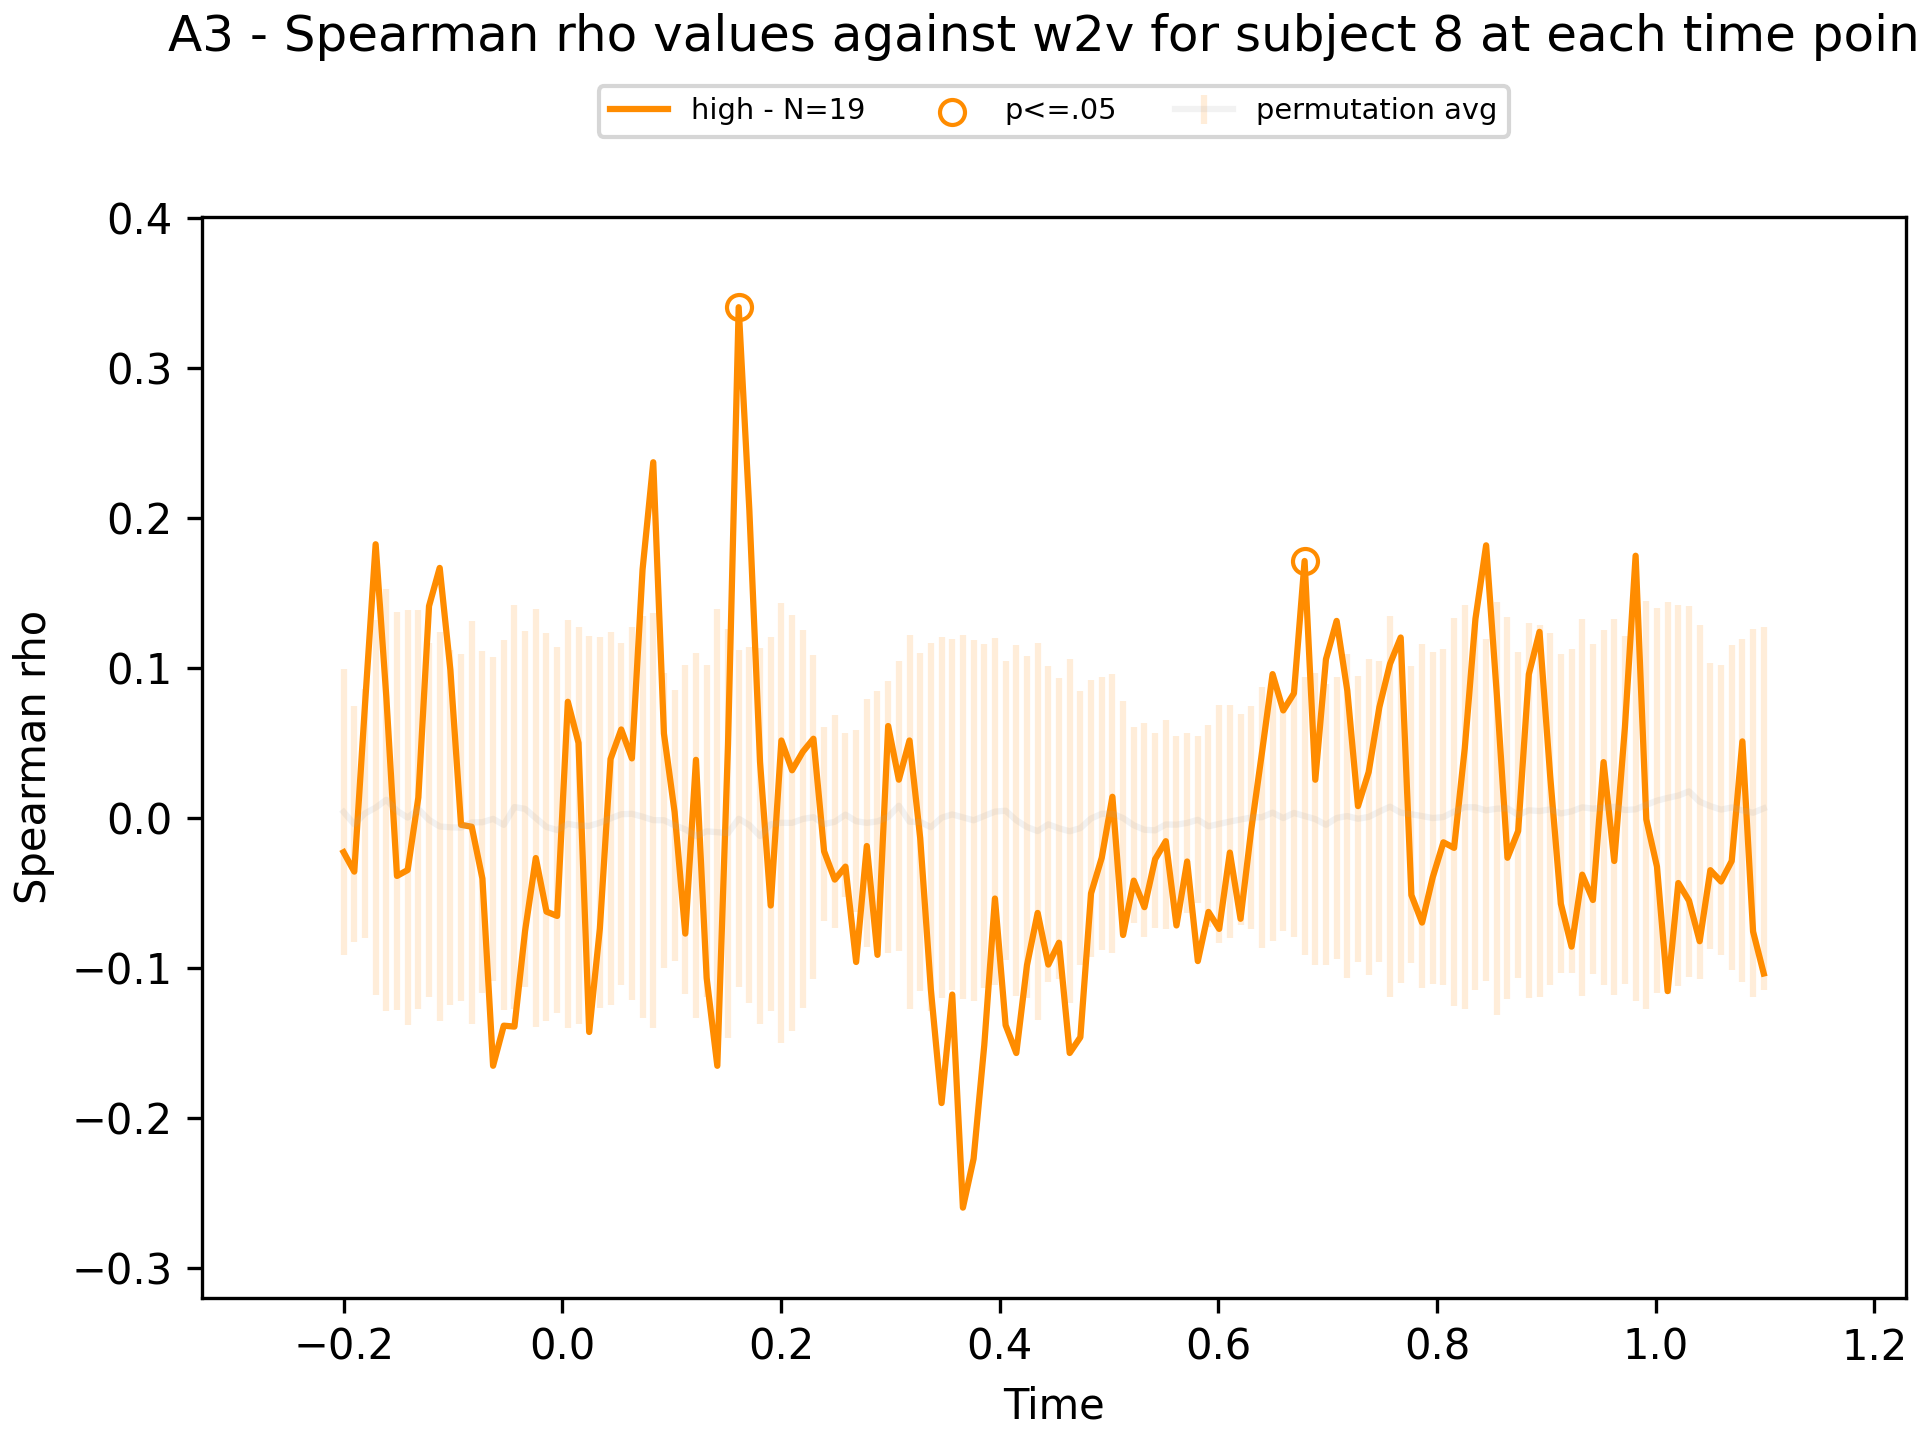 A3 - Spearman rho values against w2v for subject 8 at each time poin
high - N=19 p<=.05 permutation avg
0.4
0.3
0.2
0.1
0.0
−0.1
−0.2
−0.3
Spearman rho
−0.2 0.0 0.2 0.4 0.6 0.8 1.0 1.2
Time